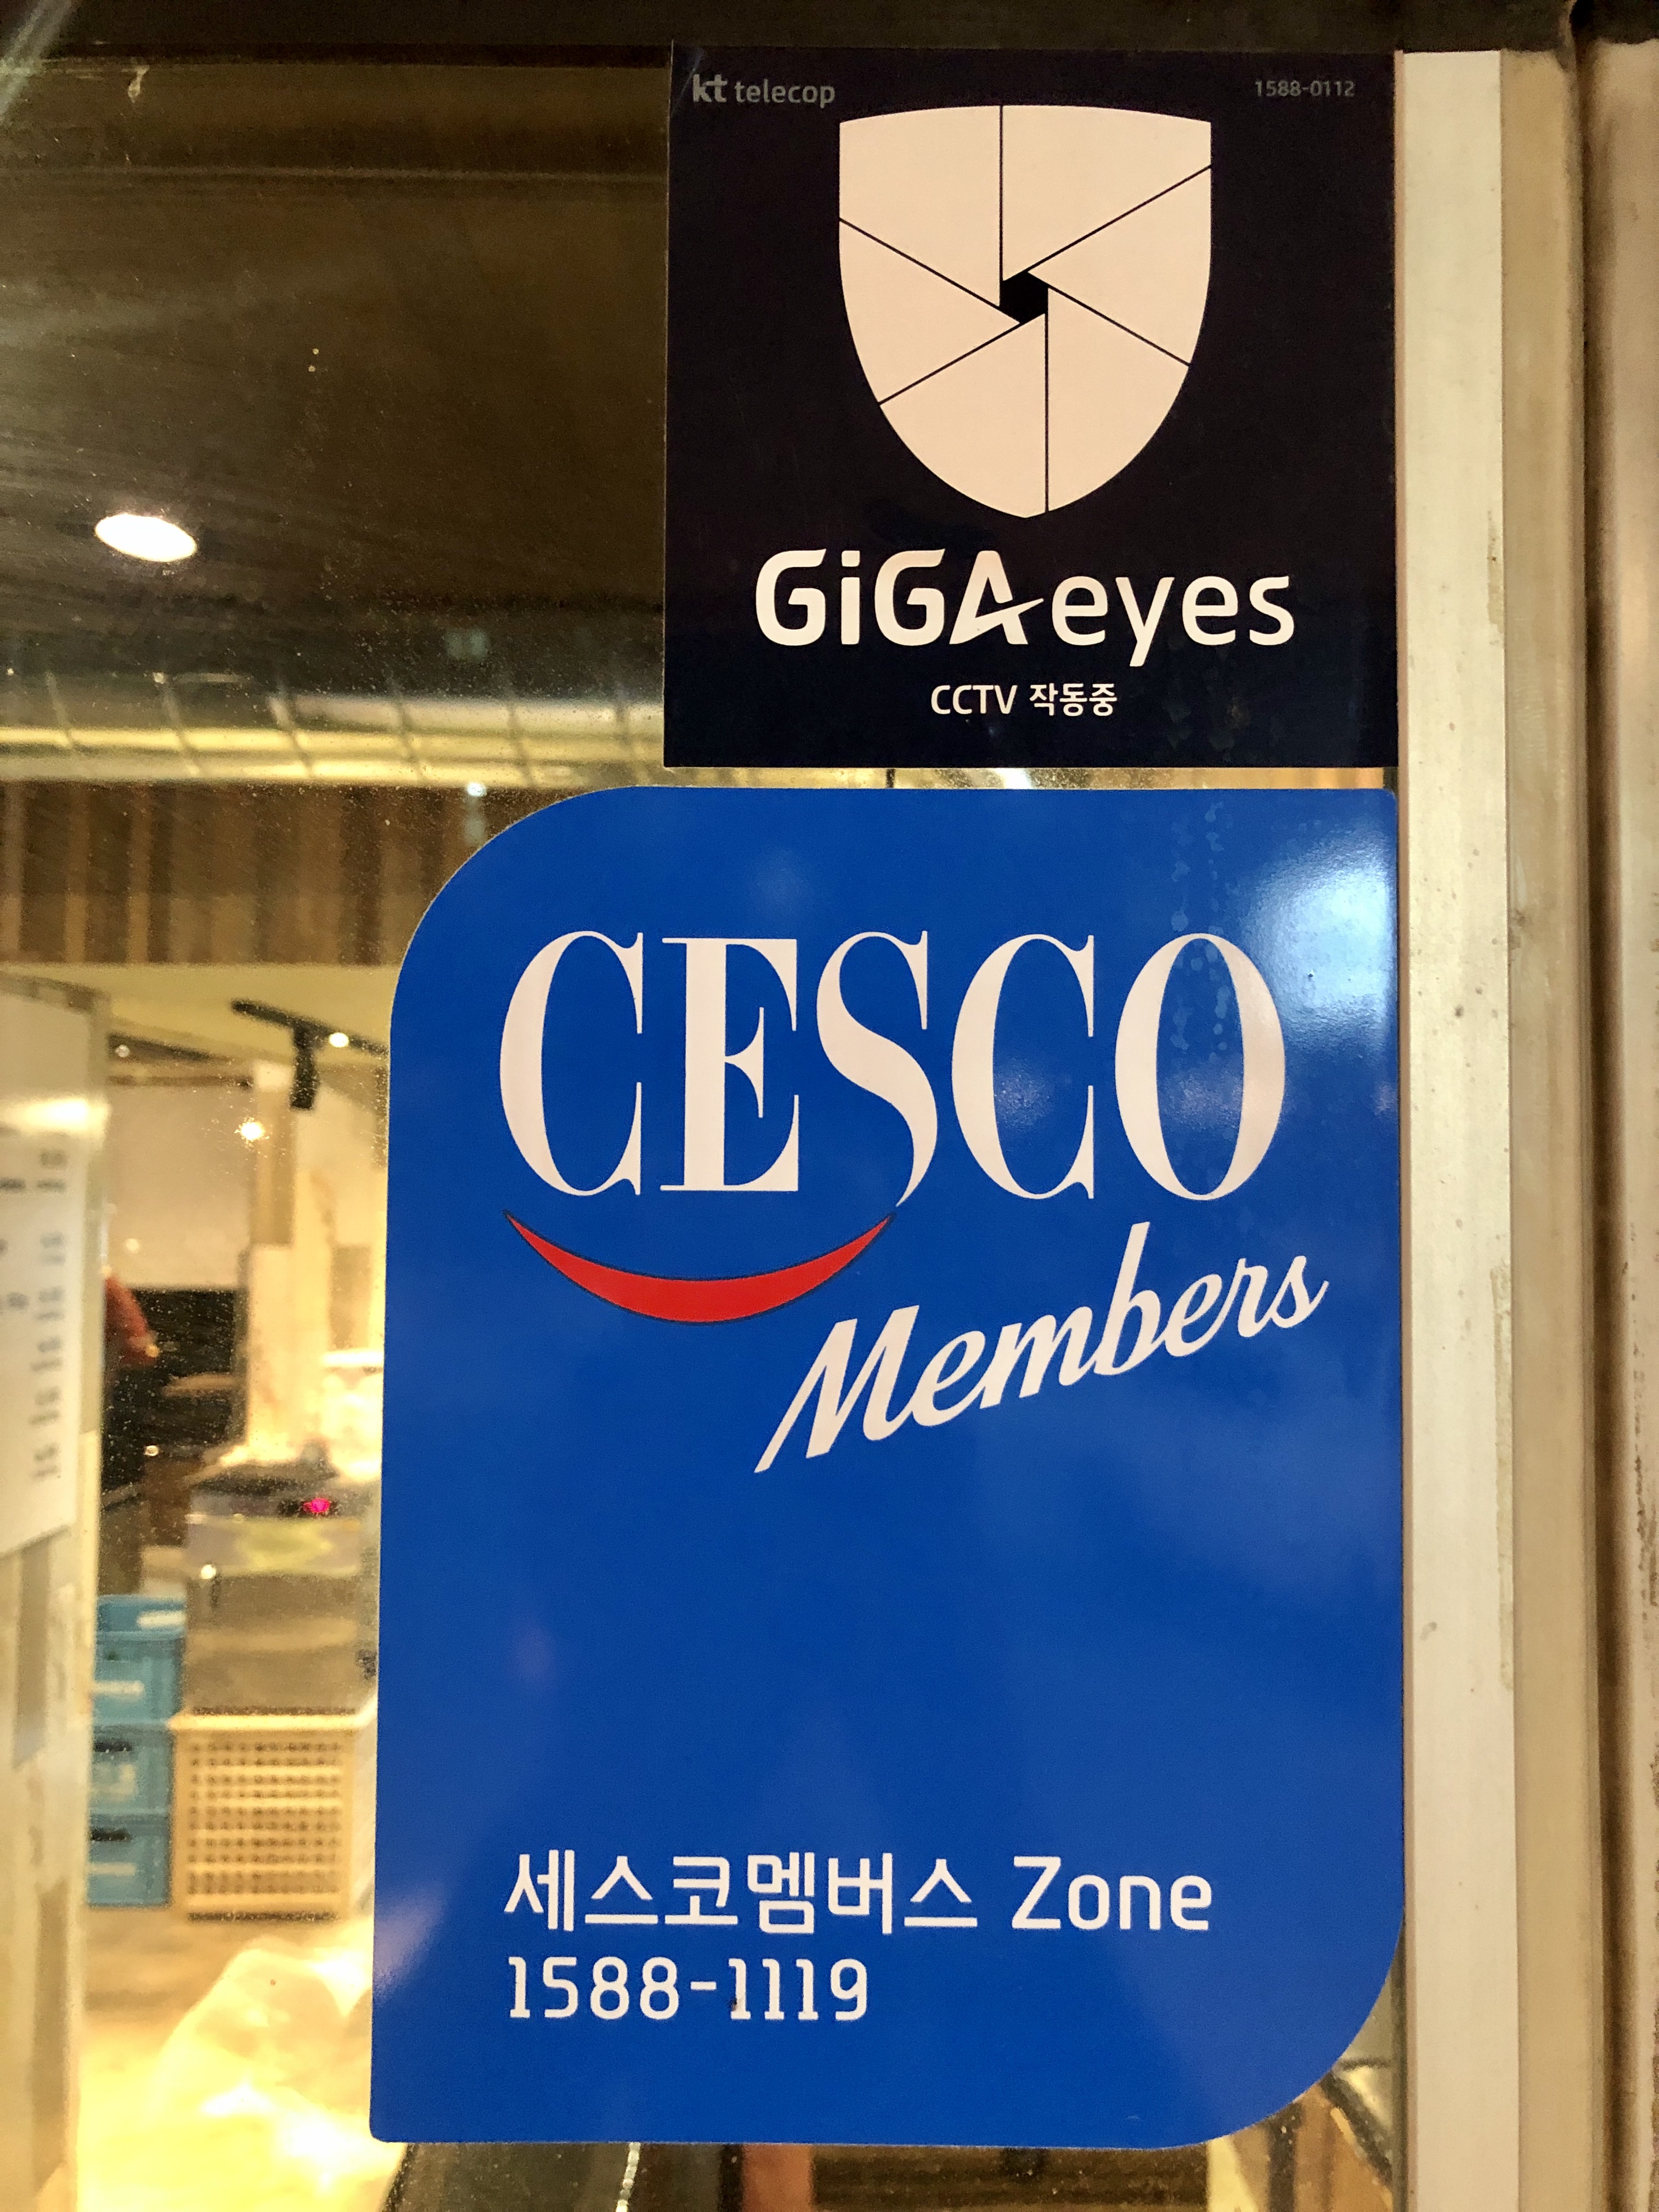 kt telecop
1588-0112
GiGA eyes
CCTV 작동중
CESCO
Members
세스코멤버스 Zone
1588-1119